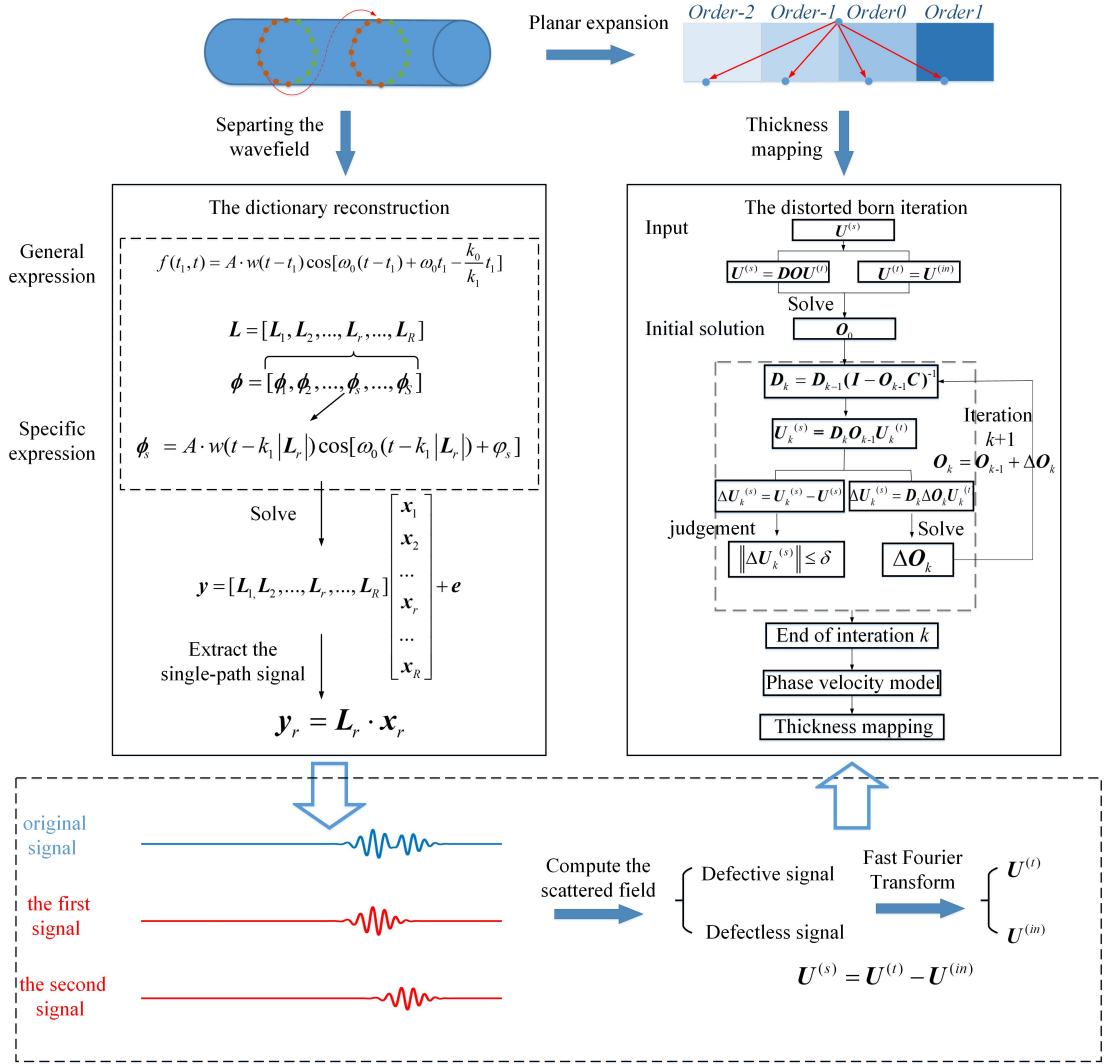 Planar expansion
Order-2 Order-1 Order0 Order1
Separting the
wavefield
Thickness
mapping
The dictionary reconstruction
General
expression
f(t₁,t) = A·w(t−t₁)cos[ω₀(t−t₁)+ω₀t₁−(k₀/k₁)t₁]
L=[L₁,L₂,...,Lᵣ,...,L_R]
ϕ=[ϕ₁,ϕ₂,...,ϕₛ,...,ϕ_S]
Specific
expression
ϕₛ = A·w(t−k₁|Lᵣ|)cos[ω₀(t−k₁|Lᵣ|)+φₛ]
Solve
y=[L₁,L₂,...,Lᵣ,...,L_R]
x₁
x₂
...
xᵣ
...
x_R
+e
Extract the
single-path signal
yᵣ = Lᵣ·xᵣ
The distorted born iteration
Input
U⁽ˢ⁾
U⁽ˢ⁾=DOU⁽ᵗ⁾
U⁽ᵗ⁾=U⁽ⁱⁿ⁾
Solve
Initial solution
O₀
Dₖ = Dₖ₋₁(I−Oₖ₋₁C)⁻¹
Iteration
k+1
Uₖ⁽ˢ⁾=DₖOₖ₋₁Uₖ⁽ᵗ⁾
Oₖ=Oₖ₋₁+ΔOₖ
ΔUₖ⁽ˢ⁾=Uₖ⁽ˢ⁾−U⁽ˢ⁾
ΔUₖ⁽ˢ⁾=DₖΔOₖUₖ⁽ᵗ
judgement
Solve
‖ΔUₖ⁽ˢ⁾‖≤δ
ΔOₖ
End of interation k
Phase velocity model
Thickness mapping
original
signal
the first
signal
the second
signal
Compute the
scattered field
Defective signal
Defectless signal
Fast Fourier
Transform
U⁽ᵗ⁾
U⁽ⁱⁿ⁾
U⁽ˢ⁾=U⁽ᵗ⁾−U⁽ⁱⁿ⁾